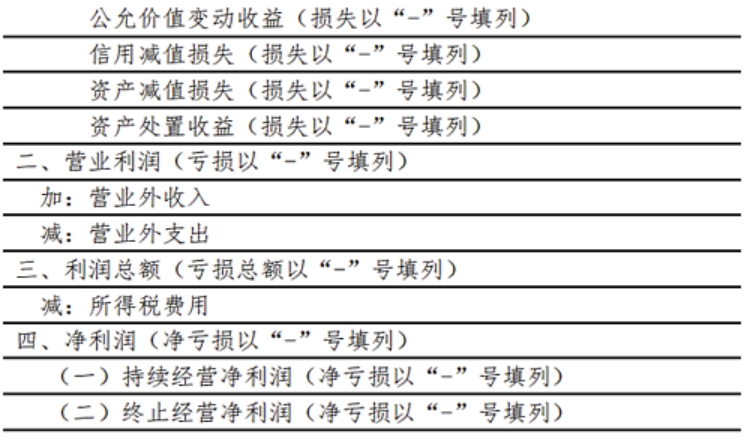 公允价值变动收益（损失以“-”号填列）
信用减值损失（损失以“-”号填列）
资产减值损失（损失以“-”号填列）
资产处置收益（损失以“-”号填列）
二、营业利润（亏损以“-”号填列）
加：营业外收入
减：营业外支出
三、利润总额（亏损总额以“-”号填列）
减：所得税费用
四、净利润（净亏损以“-”号填列）
（一）持续经营净利润（净亏损以“-”号填列）
（二）终止经营净利润（净亏损以“-”号填列）